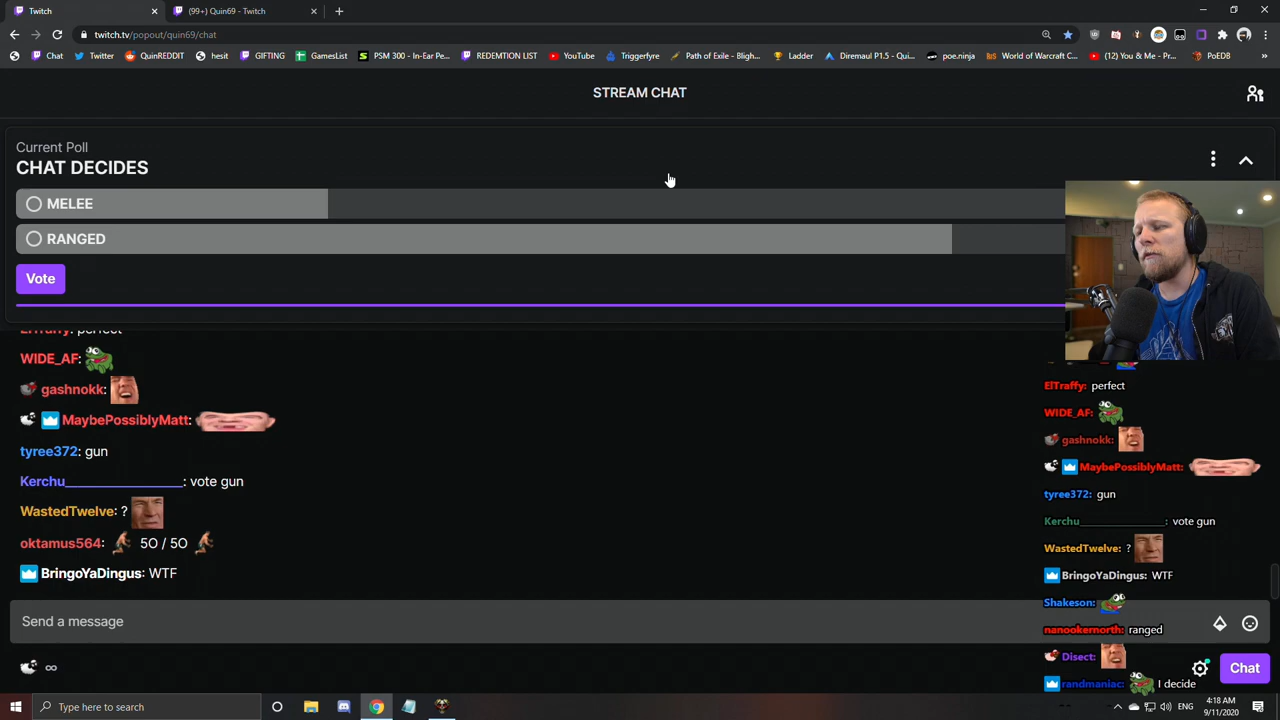 Twitch
(99+) Quin69 - Twitch
twitch.tv/popout/quin69/chat
Chat
Twitter
QuinREDDIT
hesit
GIFTING
GamesList
PSM 300 - In-Ear Pe...
REDEMTION LIST
YouTube
Triggerfyre
Path of Exile - Bligh...
Ladder
Diremaul P1.5 - Qui...
poe.ninja
World of Warcraft C...
(12) You & Me - Pr...
PoEDB
STREAM CHAT
Current Poll
CHAT DECIDES
MELEE
RANGED
Vote
ElTraffy: perfect
WIDE_AF:
gashnokk:
MaybePossiblyMatt:
tyree372: gun
Kerchu_________________: vote gun
WastedTwelve: ?
oktamus564: 50 / 50
BringoYaDingus: WTF
Send a message
∞
Chat
ElTraffy: perfect
WIDE_AF:
gashnokk:
MaybePossiblyMatt:
tyree372: gun
Kerchu_________________: vote gun
WastedTwelve: ?
BringoYaDingus: WTF
Shakeson:
nanookernorth: ranged
Disect:
randmaniac: I decide
Type here to search
ENG
4:18 AM
9/11/2020